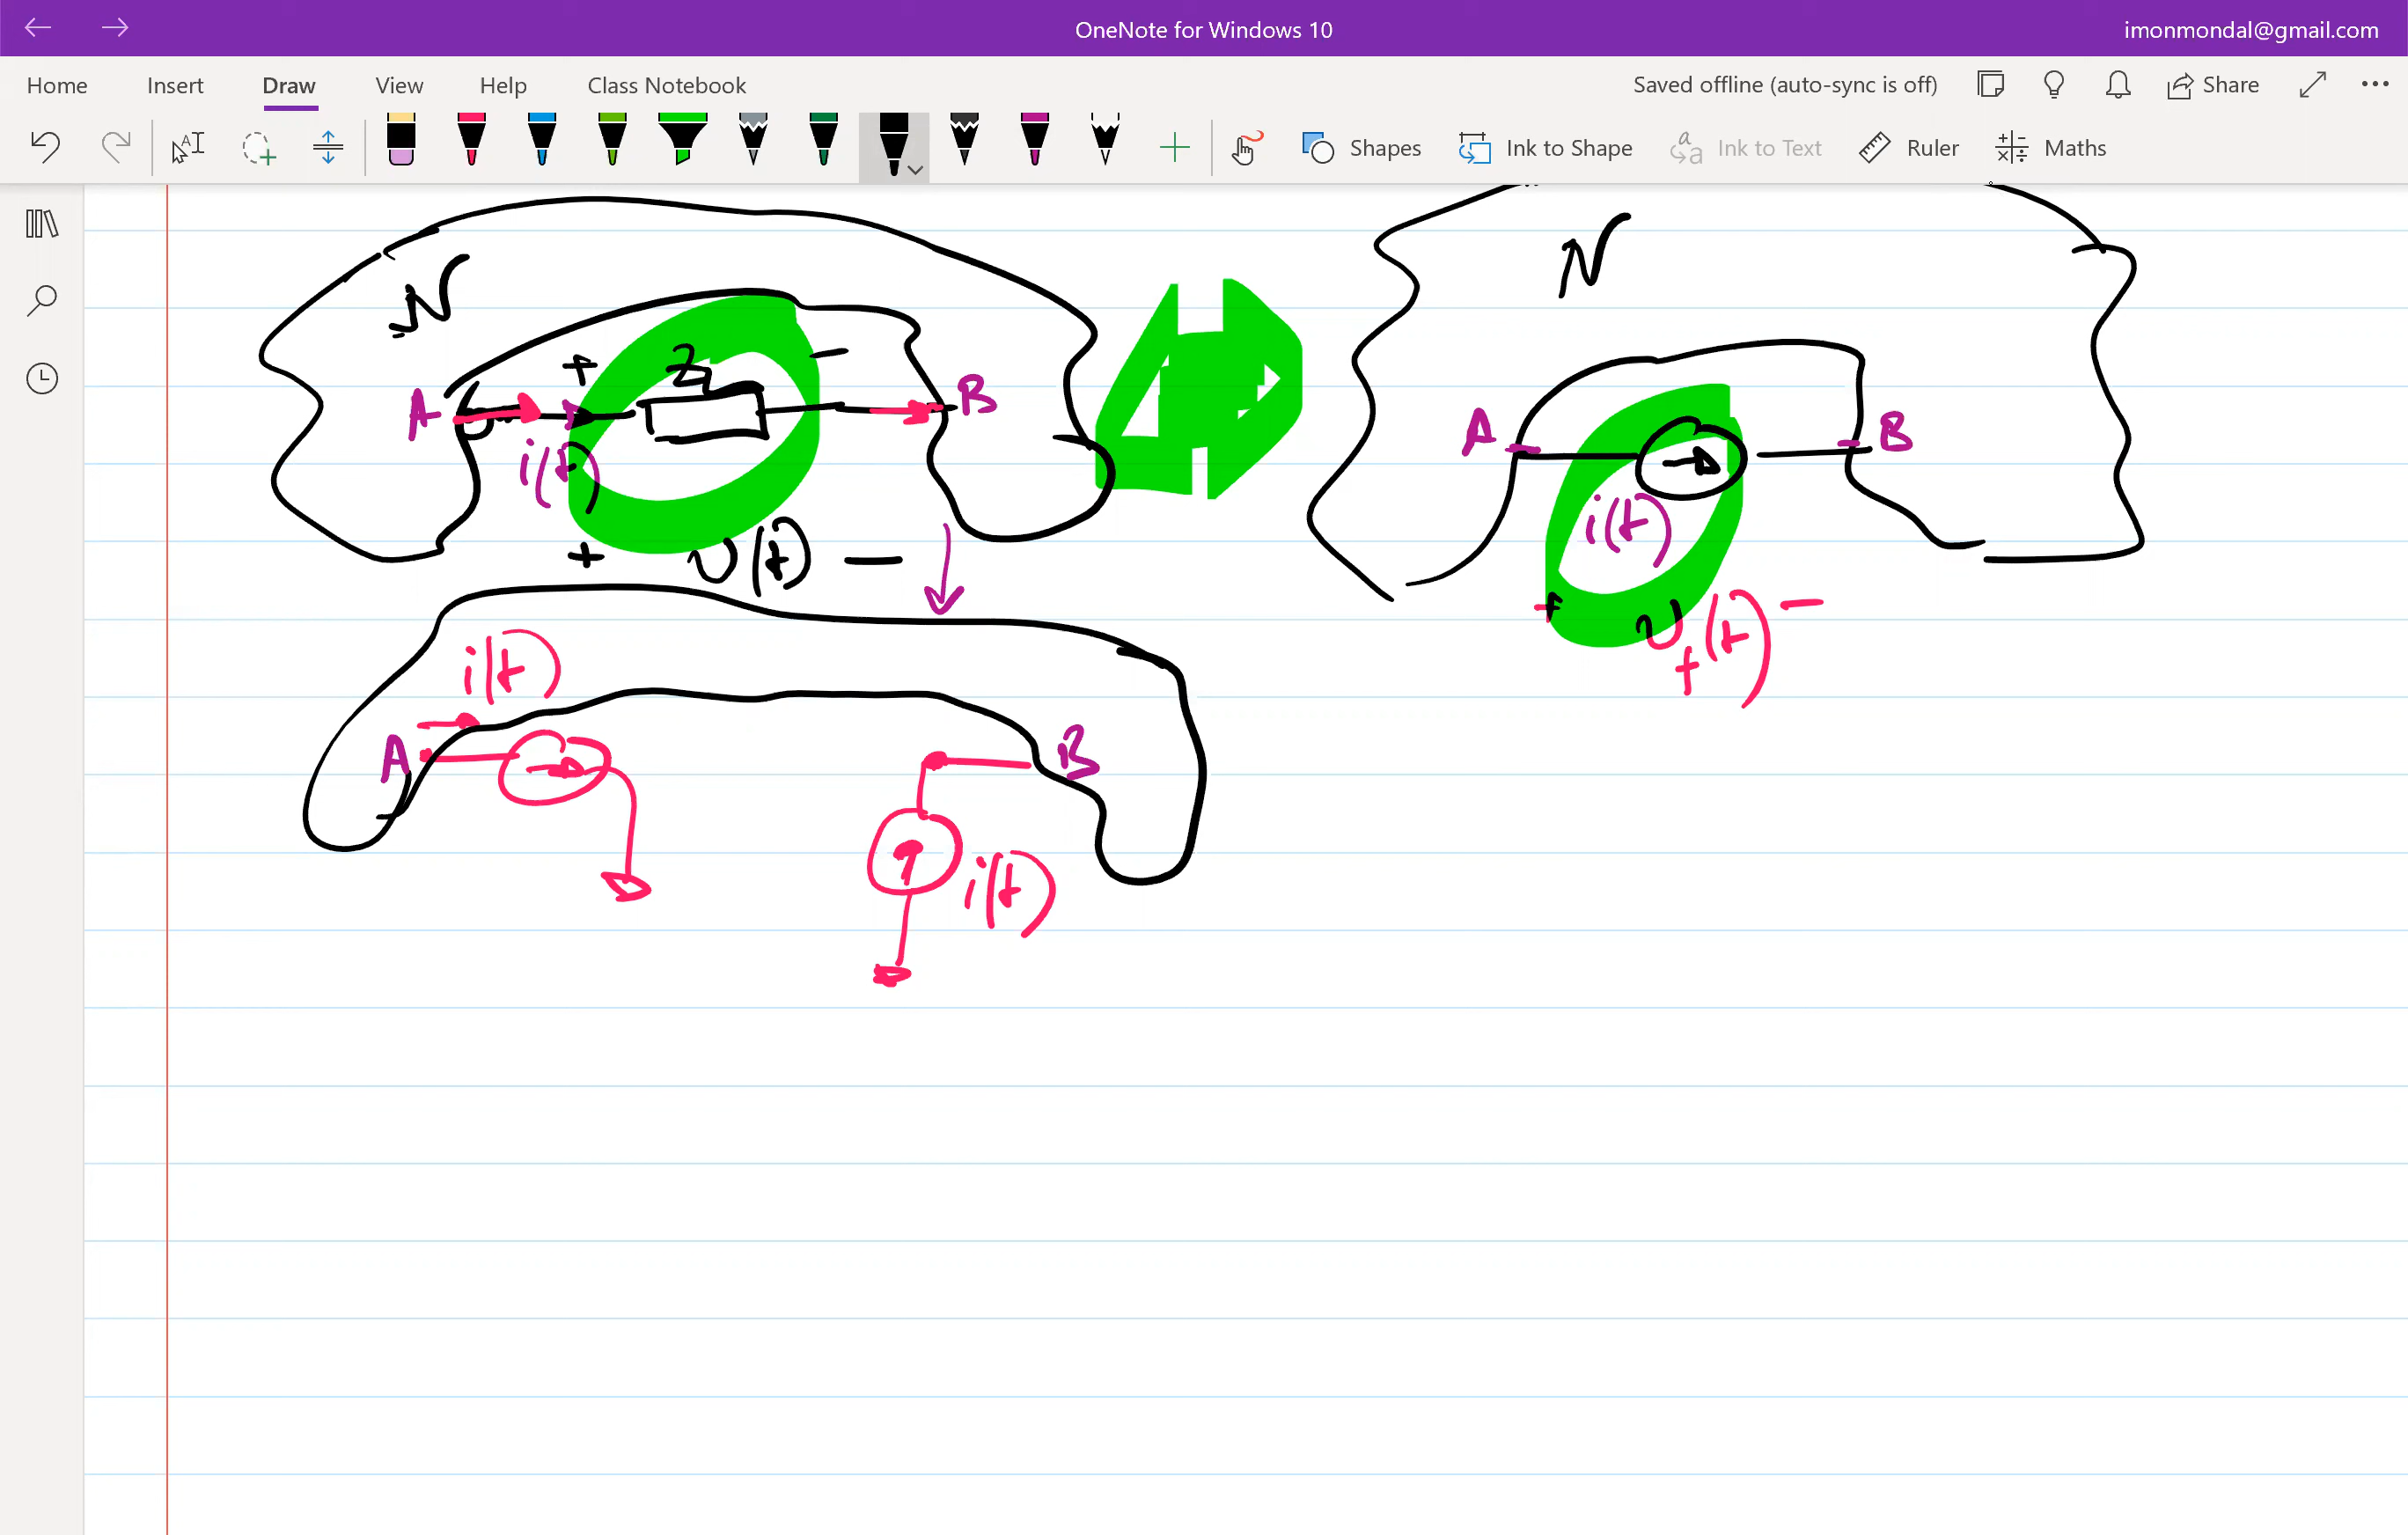 OneNote for Windows 10
imonmondal@gmail.com
Home Insert Draw View Help Class Notebook
Saved offline (auto-sync is off) Share
Shapes Ink to Shape Ink to Text Ruler Maths
N
N
+ Z −
A B
i(t)
A B
i(t)
+ v(t) −
+ v(t) −
+
i(t)
A B
i(t)